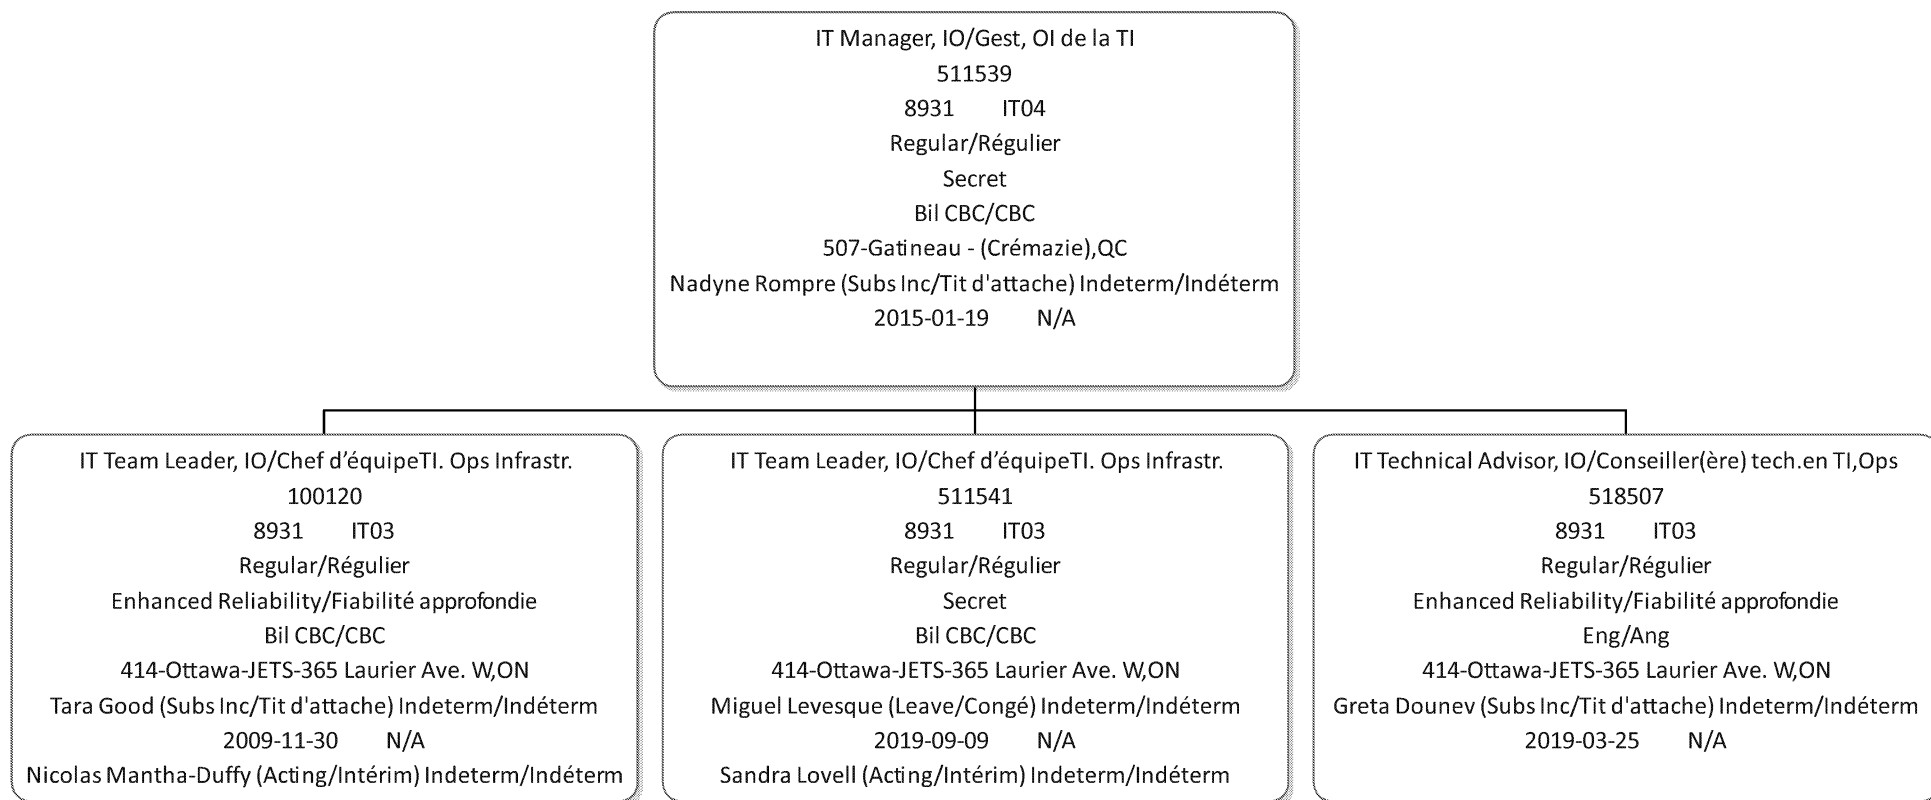 IT Manager, IO/Gest, OI de la TI
511539
8931 IT04
Regular/Régulier
Secret
Bil CBC/CBC
507-Gatineau - (Crémazie),QC
Nadyne Rompre (Subs Inc/Tit d'attache) Indeterm/Indéterm
2015-01-19 N/A
IT Team Leader, IO/Chef d’équipeTI. Ops Infrastr.
100120
8931 IT03
Regular/Régulier
Enhanced Reliability/Fiabilité approfondie
Bil CBC/CBC
414-Ottawa-JETS-365 Laurier Ave. W,ON
Tara Good (Subs Inc/Tit d'attache) Indeterm/Indéterm
2009-11-30 N/A
Nicolas Mantha-Duffy (Acting/Intérim) Indeterm/Indéterm
IT Team Leader, IO/Chef d’équipeTI. Ops Infrastr.
511541
8931 IT03
Regular/Régulier
Secret
Bil CBC/CBC
414-Ottawa-JETS-365 Laurier Ave. W,ON
Miguel Levesque (Leave/Congé) Indeterm/Indéterm
2019-09-09 N/A
Sandra Lovell (Acting/Intérim) Indeterm/Indéterm
IT Technical Advisor, IO/Conseiller(ère) tech.en TI,Ops
518507
8931 IT03
Regular/Régulier
Enhanced Reliability/Fiabilité approfondie
Eng/Ang
414-Ottawa-JETS-365 Laurier Ave. W,ON
Greta Dounev (Subs Inc/Tit d'attache) Indeterm/Indéterm
2019-03-25 N/A